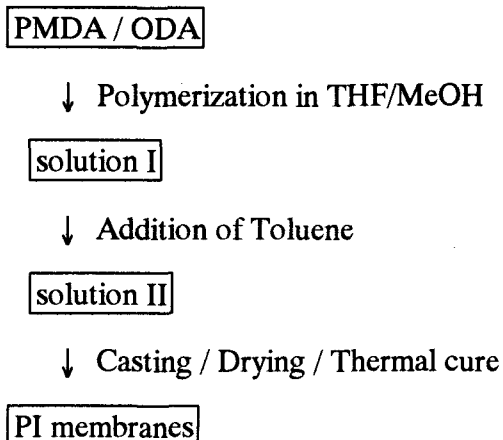 PMDA / ODA
↓ Polymerization in THF/MeOH
solution I
↓ Addition of Toluene
solution II
↓ Casting / Drying / Thermal cure
PI membranes